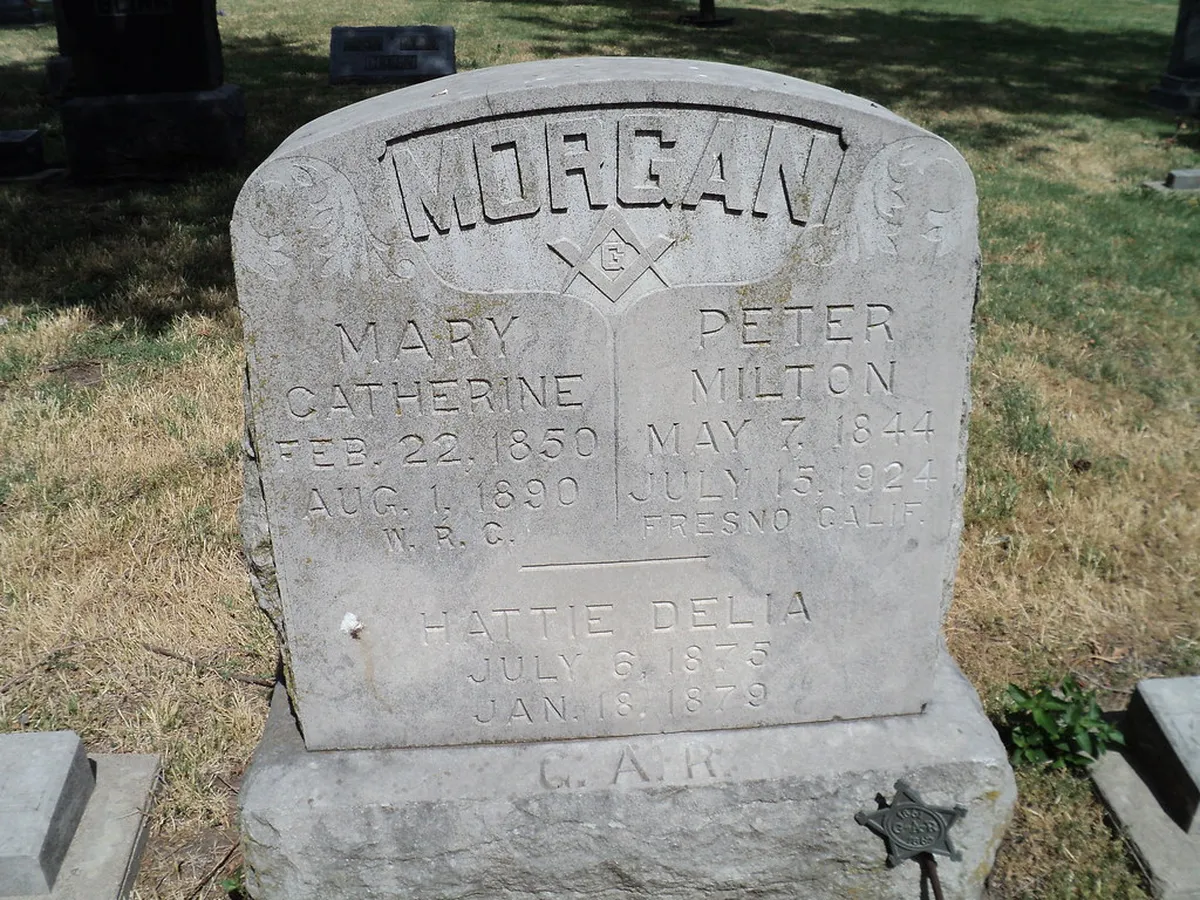 MORGAN
G
MARY
CATHERINE
FEB. 22, 1850
AUG. 1, 1890
W. R. C.
PETER
MILTON
MAY 7, 1844
JULY 15, 1924
FRESNO CALIF.
HATTIE DELIA
JULY 6, 1875
JAN. 18, 1879
G. A. R.
G A R